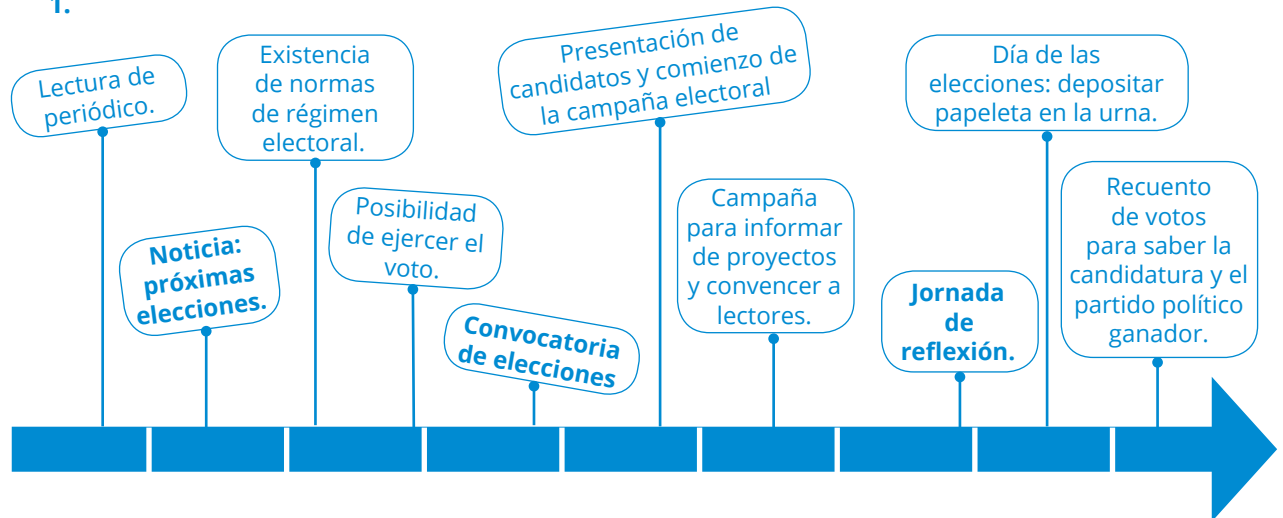 1.
Lectura de
periódico.
Noticia:
próximas
elecciones.
Existencia
de normas
de régimen
electoral.
Posibilidad
de ejercer el
voto.
Convocatoria
de elecciones
Presentación de
candidatos y comienzo de
la campaña electoral
Campaña
para informar
de proyectos
y convencer a
lectores.
Jornada
de
reflexión.
Día de las
elecciones: depositar
papeleta en la urna.
Recuento
de votos
para saber la
candidatura y el
partido político
ganador.